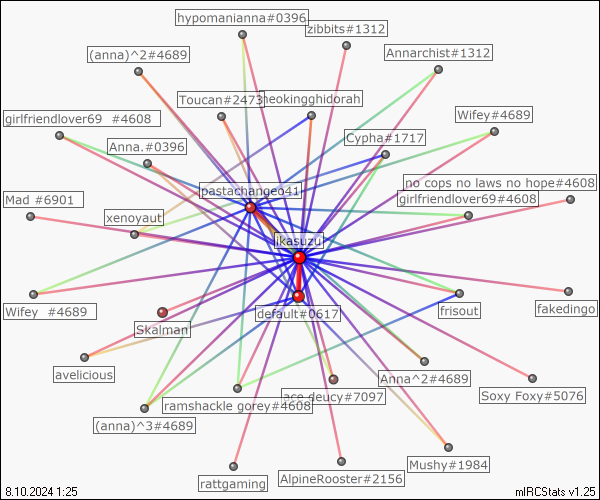 hypomanianna#0396
zibbits#1312
(anna)^2#4689
Annarchist#1312
Toucan#2473
heokingghidorah
girlfriendlover69 #4608
Wifey#4689
Cypha#1717
Anna.#0396
no cops no laws no hope#4608
pastachangeo41
Mad #6901
girlfriendlover69#4608
xenoyaut
ikasuzu
Wifey #4689
default#0617
frisout
fakedingo
Skalman
avelicious
Anna^2#4689
ace deucy#7097
Soxy Foxy#5076
ramshackle gorey#4608
(anna)^3#4689
Mushy#1984
rattgaming
AlpineRooster#2156
8.10.2024 1:25
mIRCStats v1.25